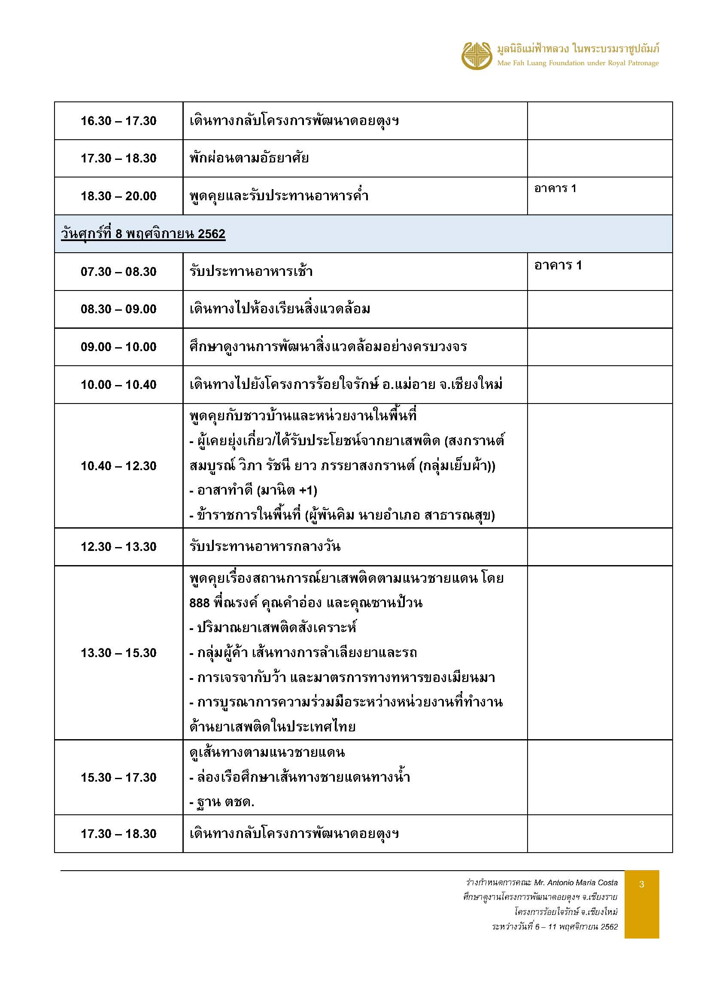 มูลนิธิแม่ฟ้าหลวง ในพระบรมราชูปถัมภ์
Mae Fah Luang Foundation under Royal Patronage
16.30 – 17.30 เดินทางกลับโครงการพัฒนาดอยตุงฯ
17.30 – 18.30 พักผ่อนตามอัธยาศัย
18.30 – 20.00 พูดคุยและรับประทานอาหารค่ำ อาคาร 1
วันศุกร์ที่ 8 พฤศจิกายน 2562
07.30 – 08.30 รับประทานอาหารเช้า อาคาร 1
08.30 – 09.00 เดินทางไปห้องเรียนสิ่งแวดล้อม
09.00 – 10.00 ศึกษาดูงานการพัฒนาสิ่งแวดล้อมอย่างครบวงจร
10.00 – 10.40 เดินทางไปยังโครงการร้อยใจรักษ์ อ.แม่อาย จ.เชียงใหม่
10.40 – 12.30
พูดคุยกับชาวบ้านและหน่วยงานในพื้นที่
- ผู้เคยยุ่งเกี่ยว/ได้รับประโยชน์จากยาเสพติด (สงกรานต์
สมบูรณ์ วิภา รัชนี ยาว ภรรยาสงกรานต์ (กลุ่มเย็บผ้า))
- อาสาทำดี (มานิต +1)
- ข้าราชการในพื้นที่ (ผู้พันคิม นายอำเภอ สาธารณสุข)
12.30 – 13.30 รับประทานอาหารกลางวัน
13.30 – 15.30
พูดคุยเรื่องสถานการณ์ยาเสพติดตามแนวชายแดน โดย
888 พี่ณรงค์ คุณคำอ่อง และคุณซานป้วน
- ปริมาณยาเสพติดสังเคราะห์
- กลุ่มผู้ค้า เส้นทางการลำเลียงยาและรถ
- การเจรจากับว้า และมาตรการทางทหารของเมียนมา
- การบูรณาการความร่วมมือระหว่างหน่วยงานที่ทำงาน
ด้านยาเสพติดในประเทศไทย
15.30 – 17.30
ดูเส้นทางตามแนวชายแดน
- ล่องเรือศึกษาเส้นทางชายแดนทางน้ำ
- ฐาน ตชด.
17.30 – 18.30 เดินทางกลับโครงการพัฒนาดอยตุงฯ
ร่างกำหนดการคณะ Mr. Antonio Maria Costa
ศึกษาดูงานโครงการพัฒนาดอยตุงฯ จ.เชียงราย
โครงการร้อยใจรักษ์ จ.เชียงใหม่
ระหว่างวันที่ 6 – 11 พฤศจิกายน 2562
3